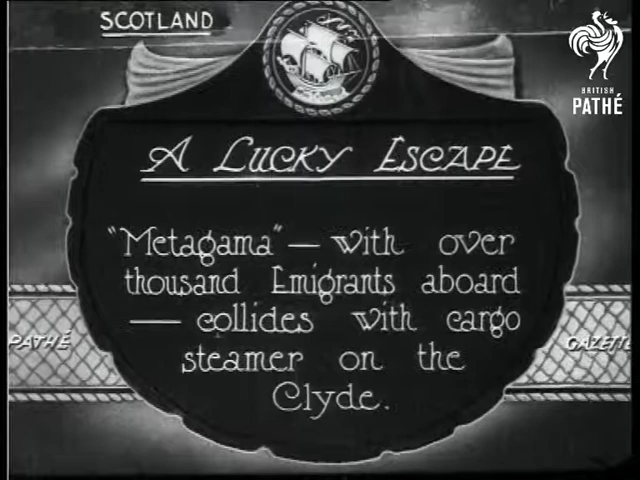 SCOTLAND
BRITISH
PATHÉ
A LUCKY ESCAPE
"Metagama" — with over
thousand Emigrants aboard
— collides with cargo
steamer on the
Clyde.
PATHÉ
GAZETTE